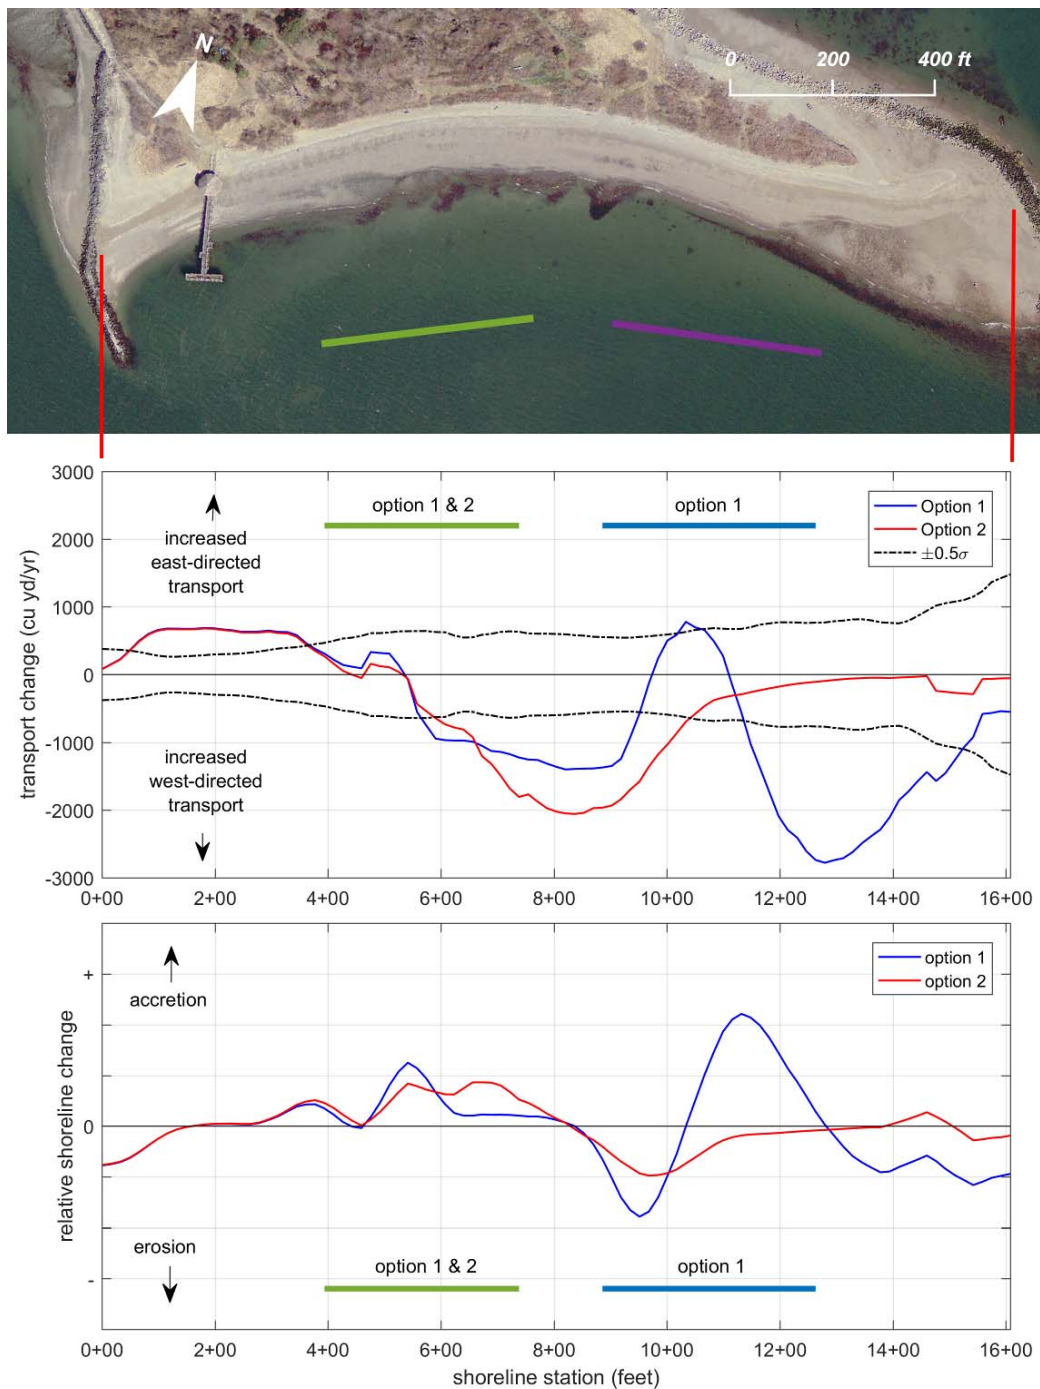 N
0 200 400 ft
3000
2000
1000
0
-1000
-2000
-3000
transport change (cu yd/yr)
increased
east-directed
transport
increased
west-directed
transport
option 1 & 2
option 1
Option 1
Option 2
±0.5σ
0+00 2+00 4+00 6+00 8+00 10+00 12+00 14+00 16+00
+
0
-
relative shoreline change
accretion
erosion
option 1
option 2
option 1 & 2
option 1
0+00 2+00 4+00 6+00 8+00 10+00 12+00 14+00 16+00
shoreline station (feet)